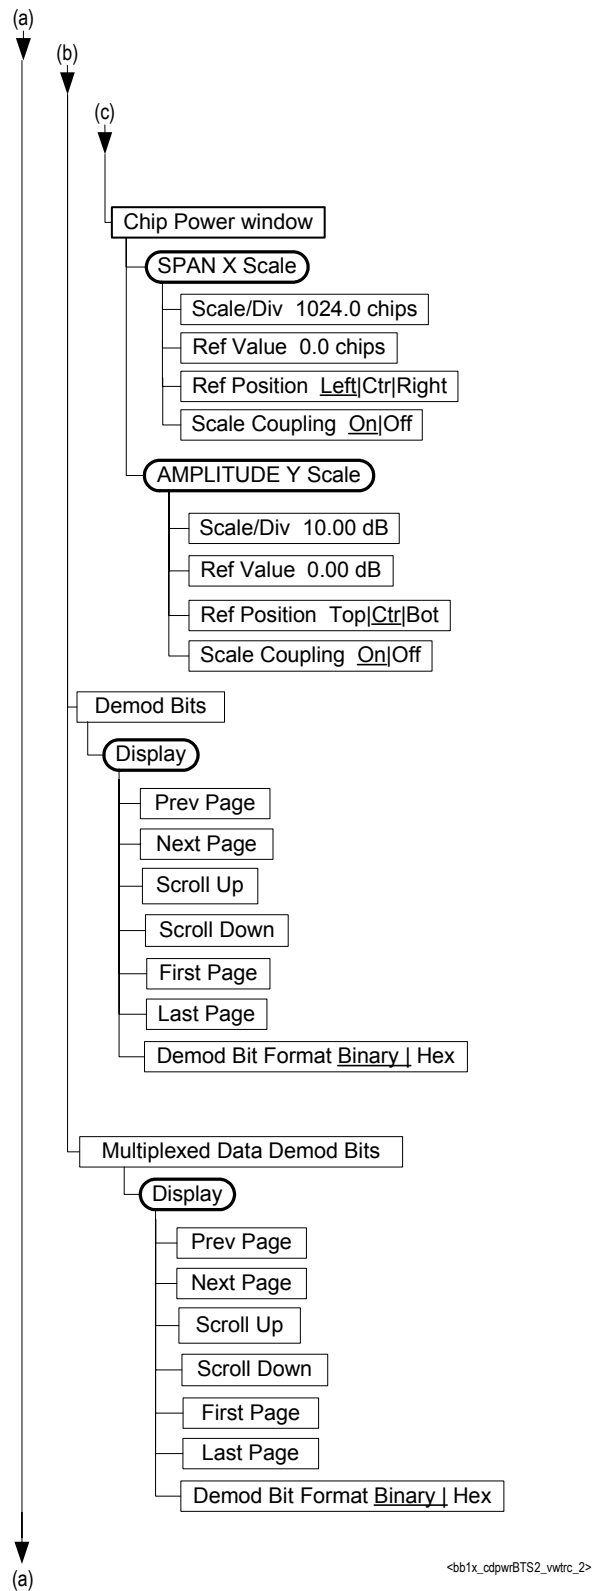 (a)
(b)
(c)
Chip Power window
SPAN X Scale
Scale/Div 1024.0 chips
Ref Value 0.0 chips
Ref Position Left|Ctr|Right
Scale Coupling On|Off
AMPLITUDE Y Scale
Scale/Div 10.00 dB
Ref Value 0.00 dB
Ref Position Top|Ctr|Bot
Scale Coupling On|Off
Demod Bits
Display
Prev Page
Next Page
Scroll Up
Scroll Down
First Page
Last Page
Demod Bit Format Binary | Hex
Multiplexed Data Demod Bits
Display
Prev Page
Next Page
Scroll Up
Scroll Down
First Page
Last Page
Demod Bit Format Binary | Hex
<bb1x_cdpwrBTS2_vwtrc_2>
(a)